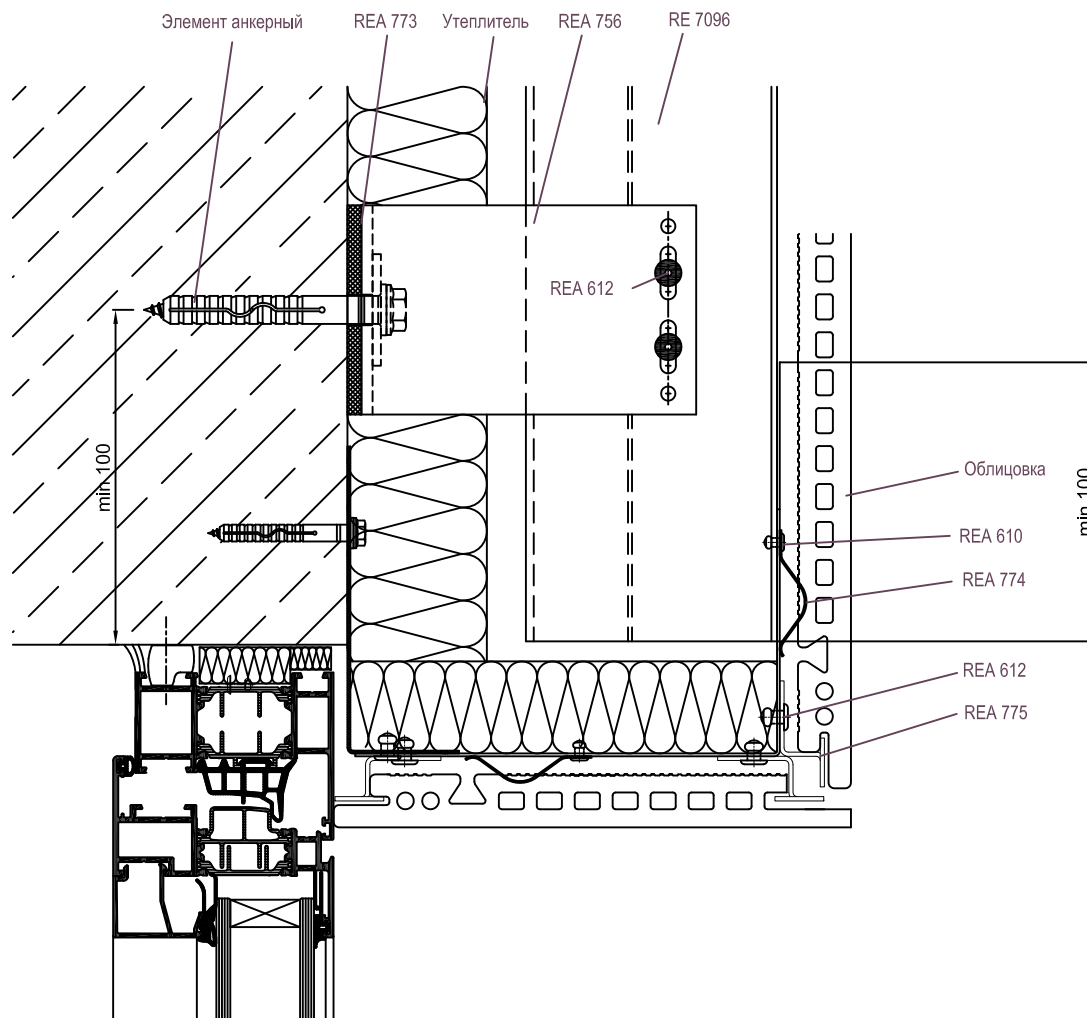 Элемент анкерный
REA 773
Утеплитель
REA 756
RE 7096
REA 612
min 100
Облицовка
min 100
REA 610
REA 774
REA 612
REA 775